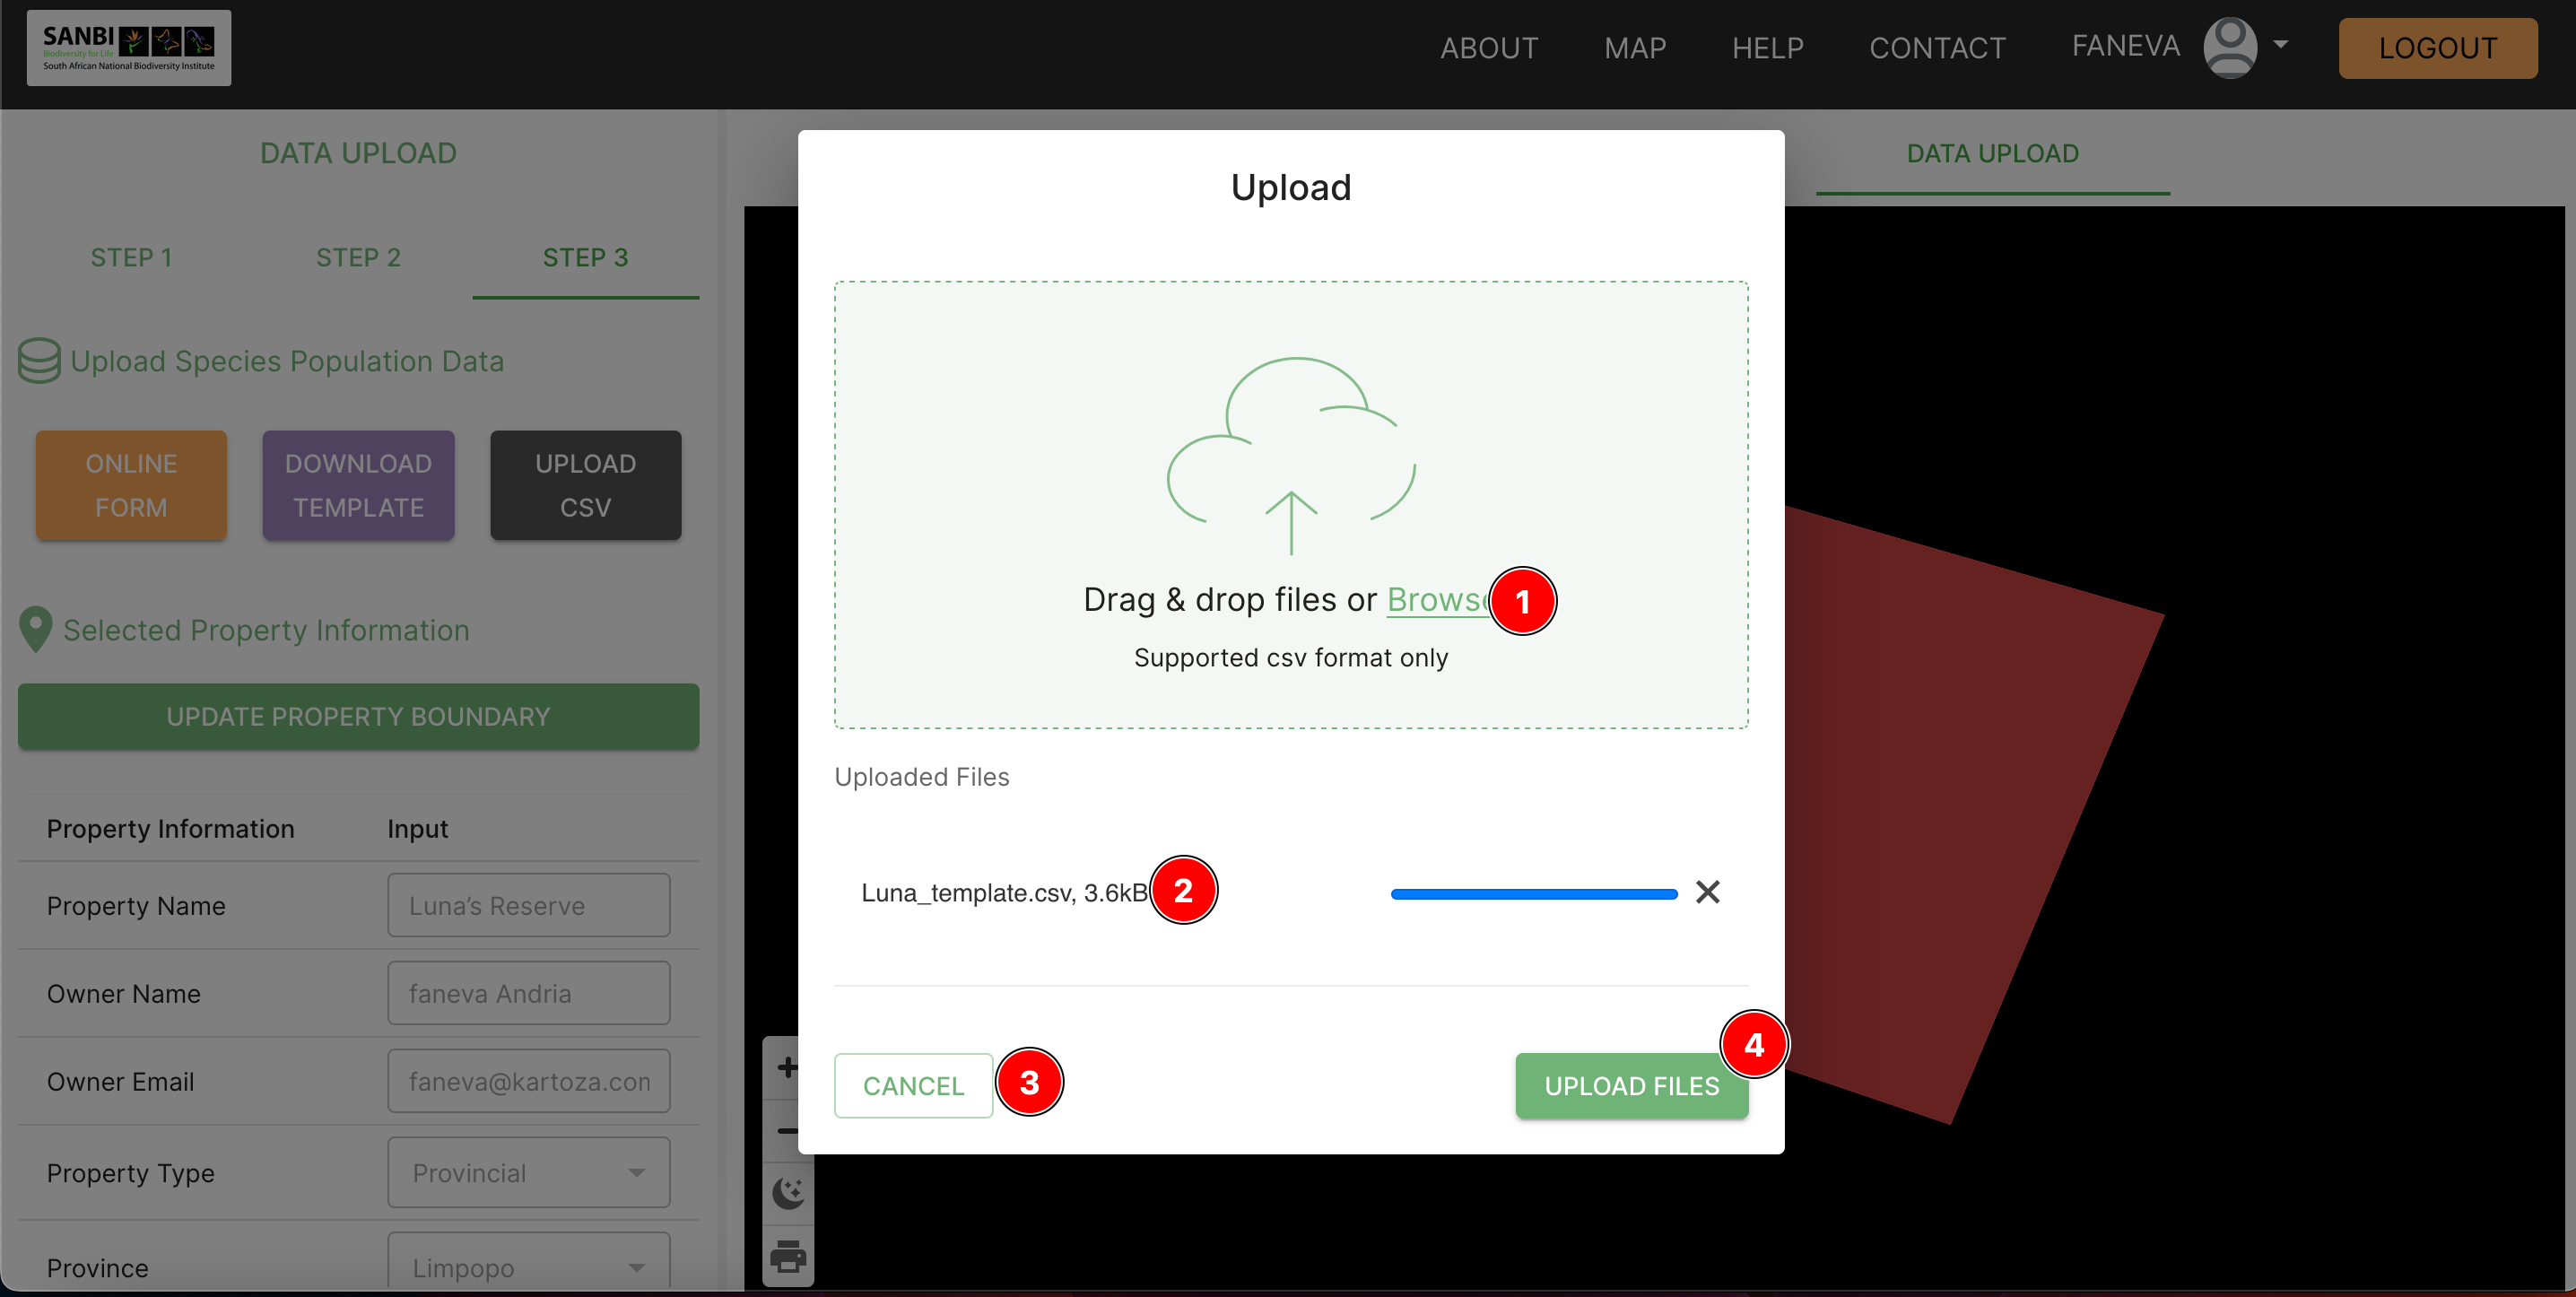 SANBI
Biodiversity for Life
South African National Biodiversity Institute
ABOUT
MAP
HELP
CONTACT
FANEVA
LOGOUT
DATA UPLOAD
STEP 1
STEP 2
STEP 3
Upload Species Population Data
ONLINE
FORM
DOWNLOAD
TEMPLATE
UPLOAD
CSV
Selected Property Information
UPDATE PROPERTY BOUNDARY
Property Information
Input
Property Name
Luna's Reserve
Owner Name
faneva Andria
Owner Email
faneva@kartoza.con
Property Type
Provincial
Province
Limpopo
DATA UPLOAD
Upload
Drag & drop files or Browse
1
Supported csv format only
Uploaded Files
Luna_template.csv, 3.6kB
2
CANCEL
3
UPLOAD FILES
4